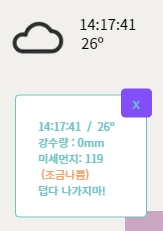 14:17:41
26º
x
14:17:41 / 26º
강수량 : 0mm
미세먼지: 119
(조금나쁨)
덥다 나가지마!